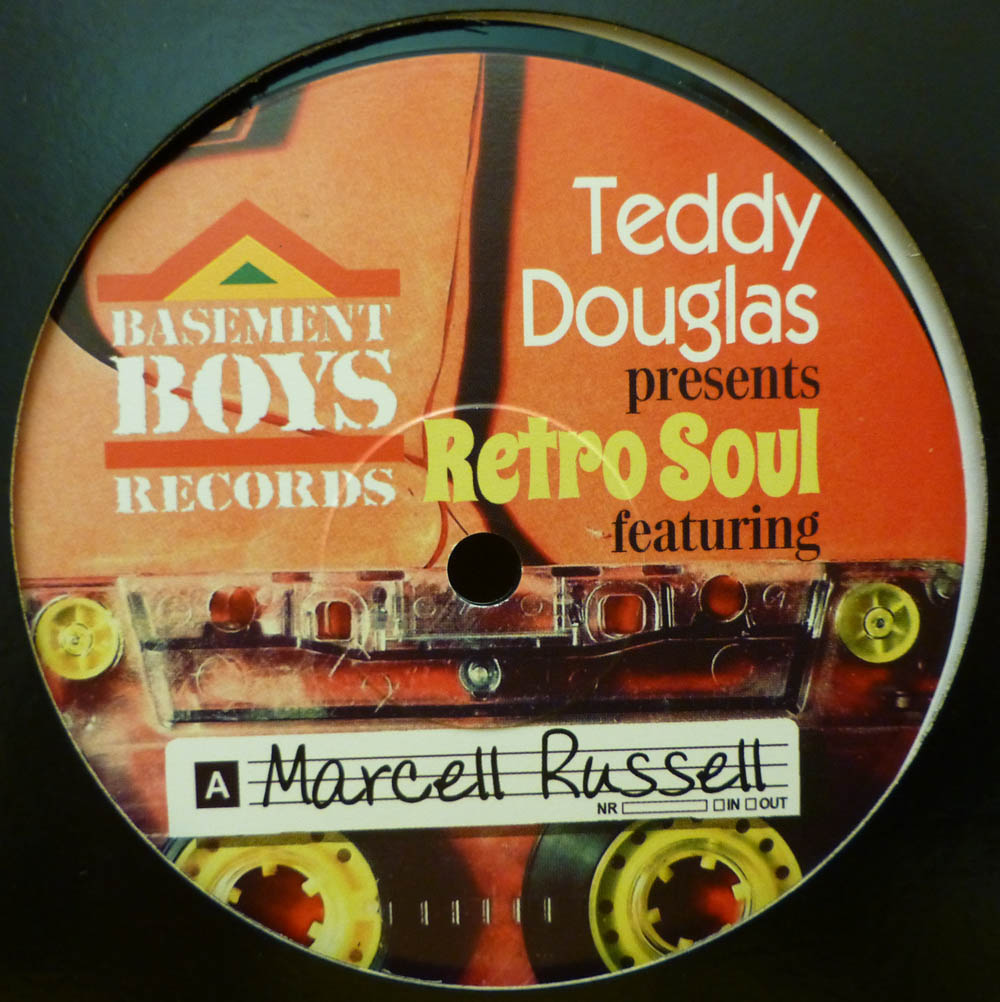 BASEMENT
BOYS
RECORDS
Teddy
Douglas
presents
Retro Soul
featuring
A Marcell Russell
NR IN OUT